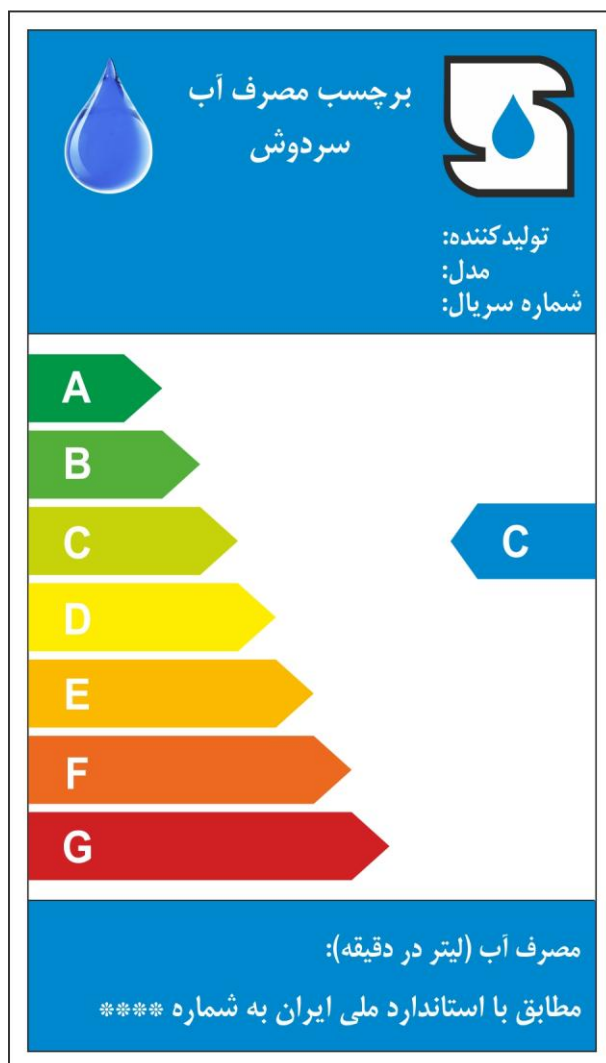 برچسب مصرف آب
سردوش
تولیدکننده:
مدل:
شماره سریال:
A
B
C
C
D
E
F
G
مصرف آب (لیتر در دقیقه):
مطابق با استاندارد ملی ایران به شماره ****